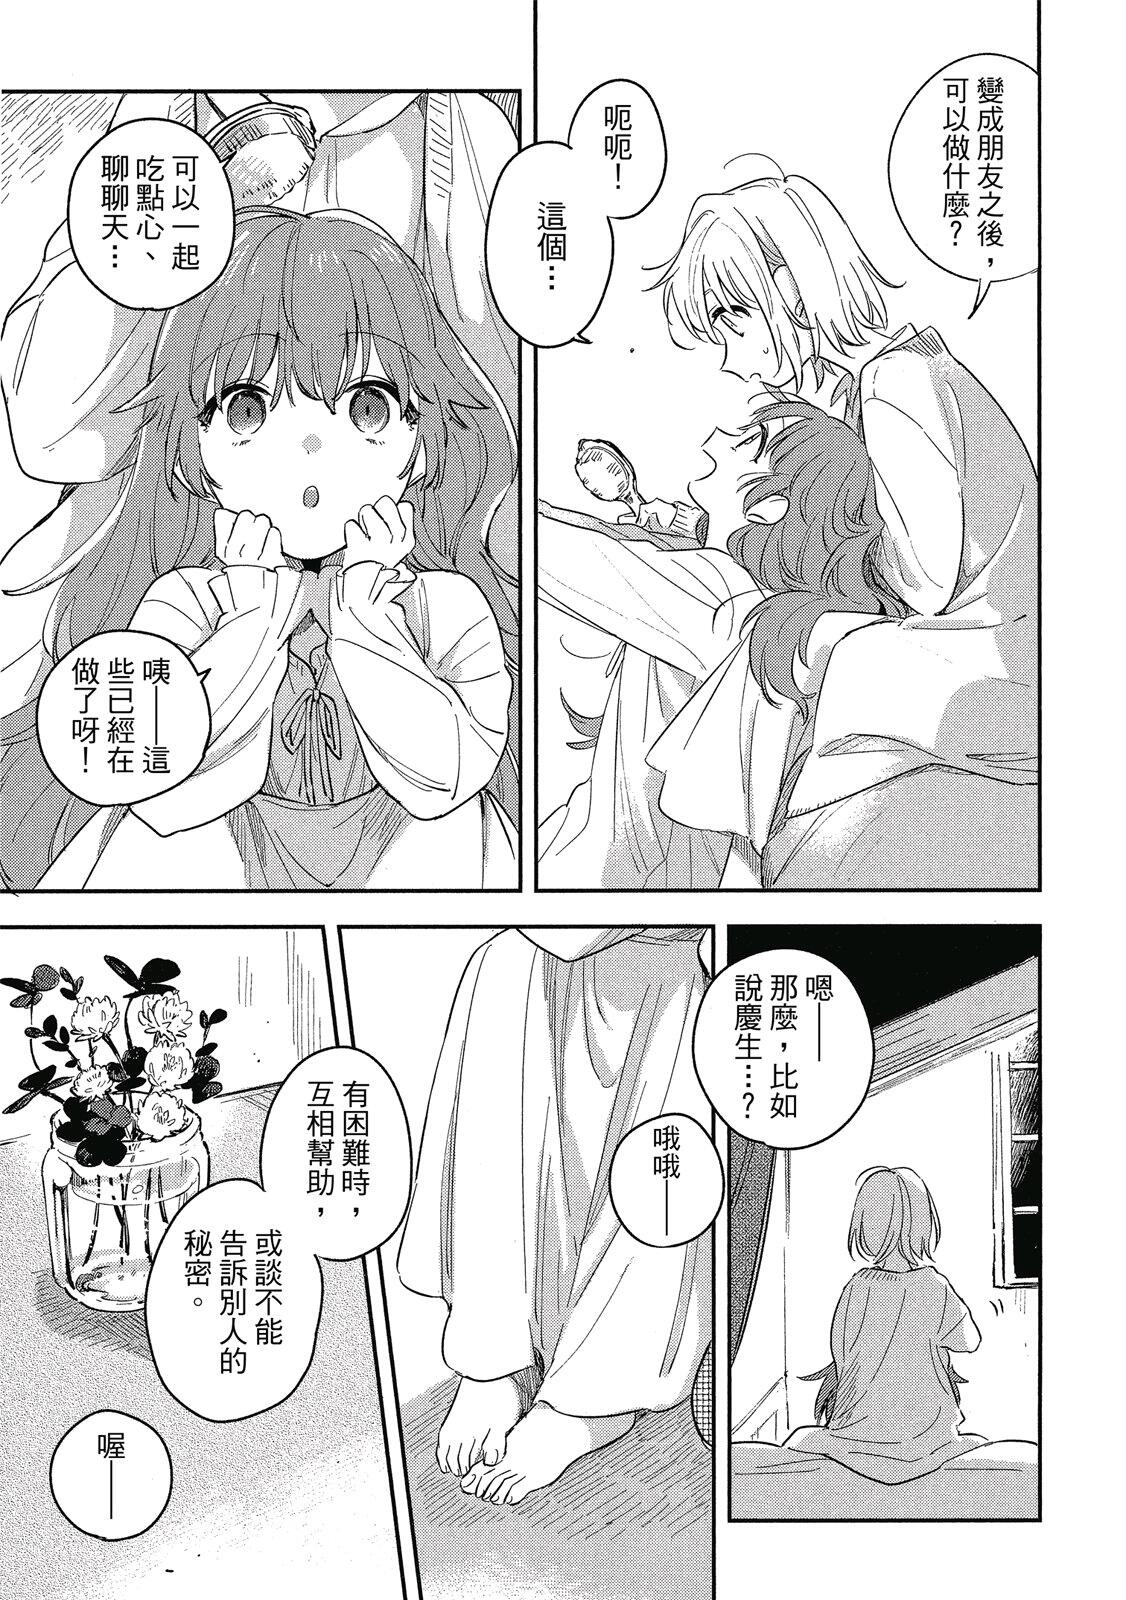 變成朋友之後，
可以做什麼？
呃呃！
這個…
可以一起
吃點心、
聊聊天…
咦——這
些已經在
做了呀！
嗯——
那麼，比如
說慶生…？
哦哦——
有困難時，
互相幫助，
或談不能
告訴別人的
秘密。
喔——